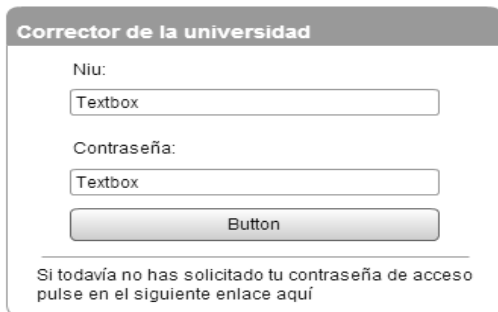 Corrector de la universidad
Niu:
Textbox
Contraseña:
Textbox
Button
Si todavía no has solicitado tu contraseña de acceso
pulse en el siguiente enlace aquí